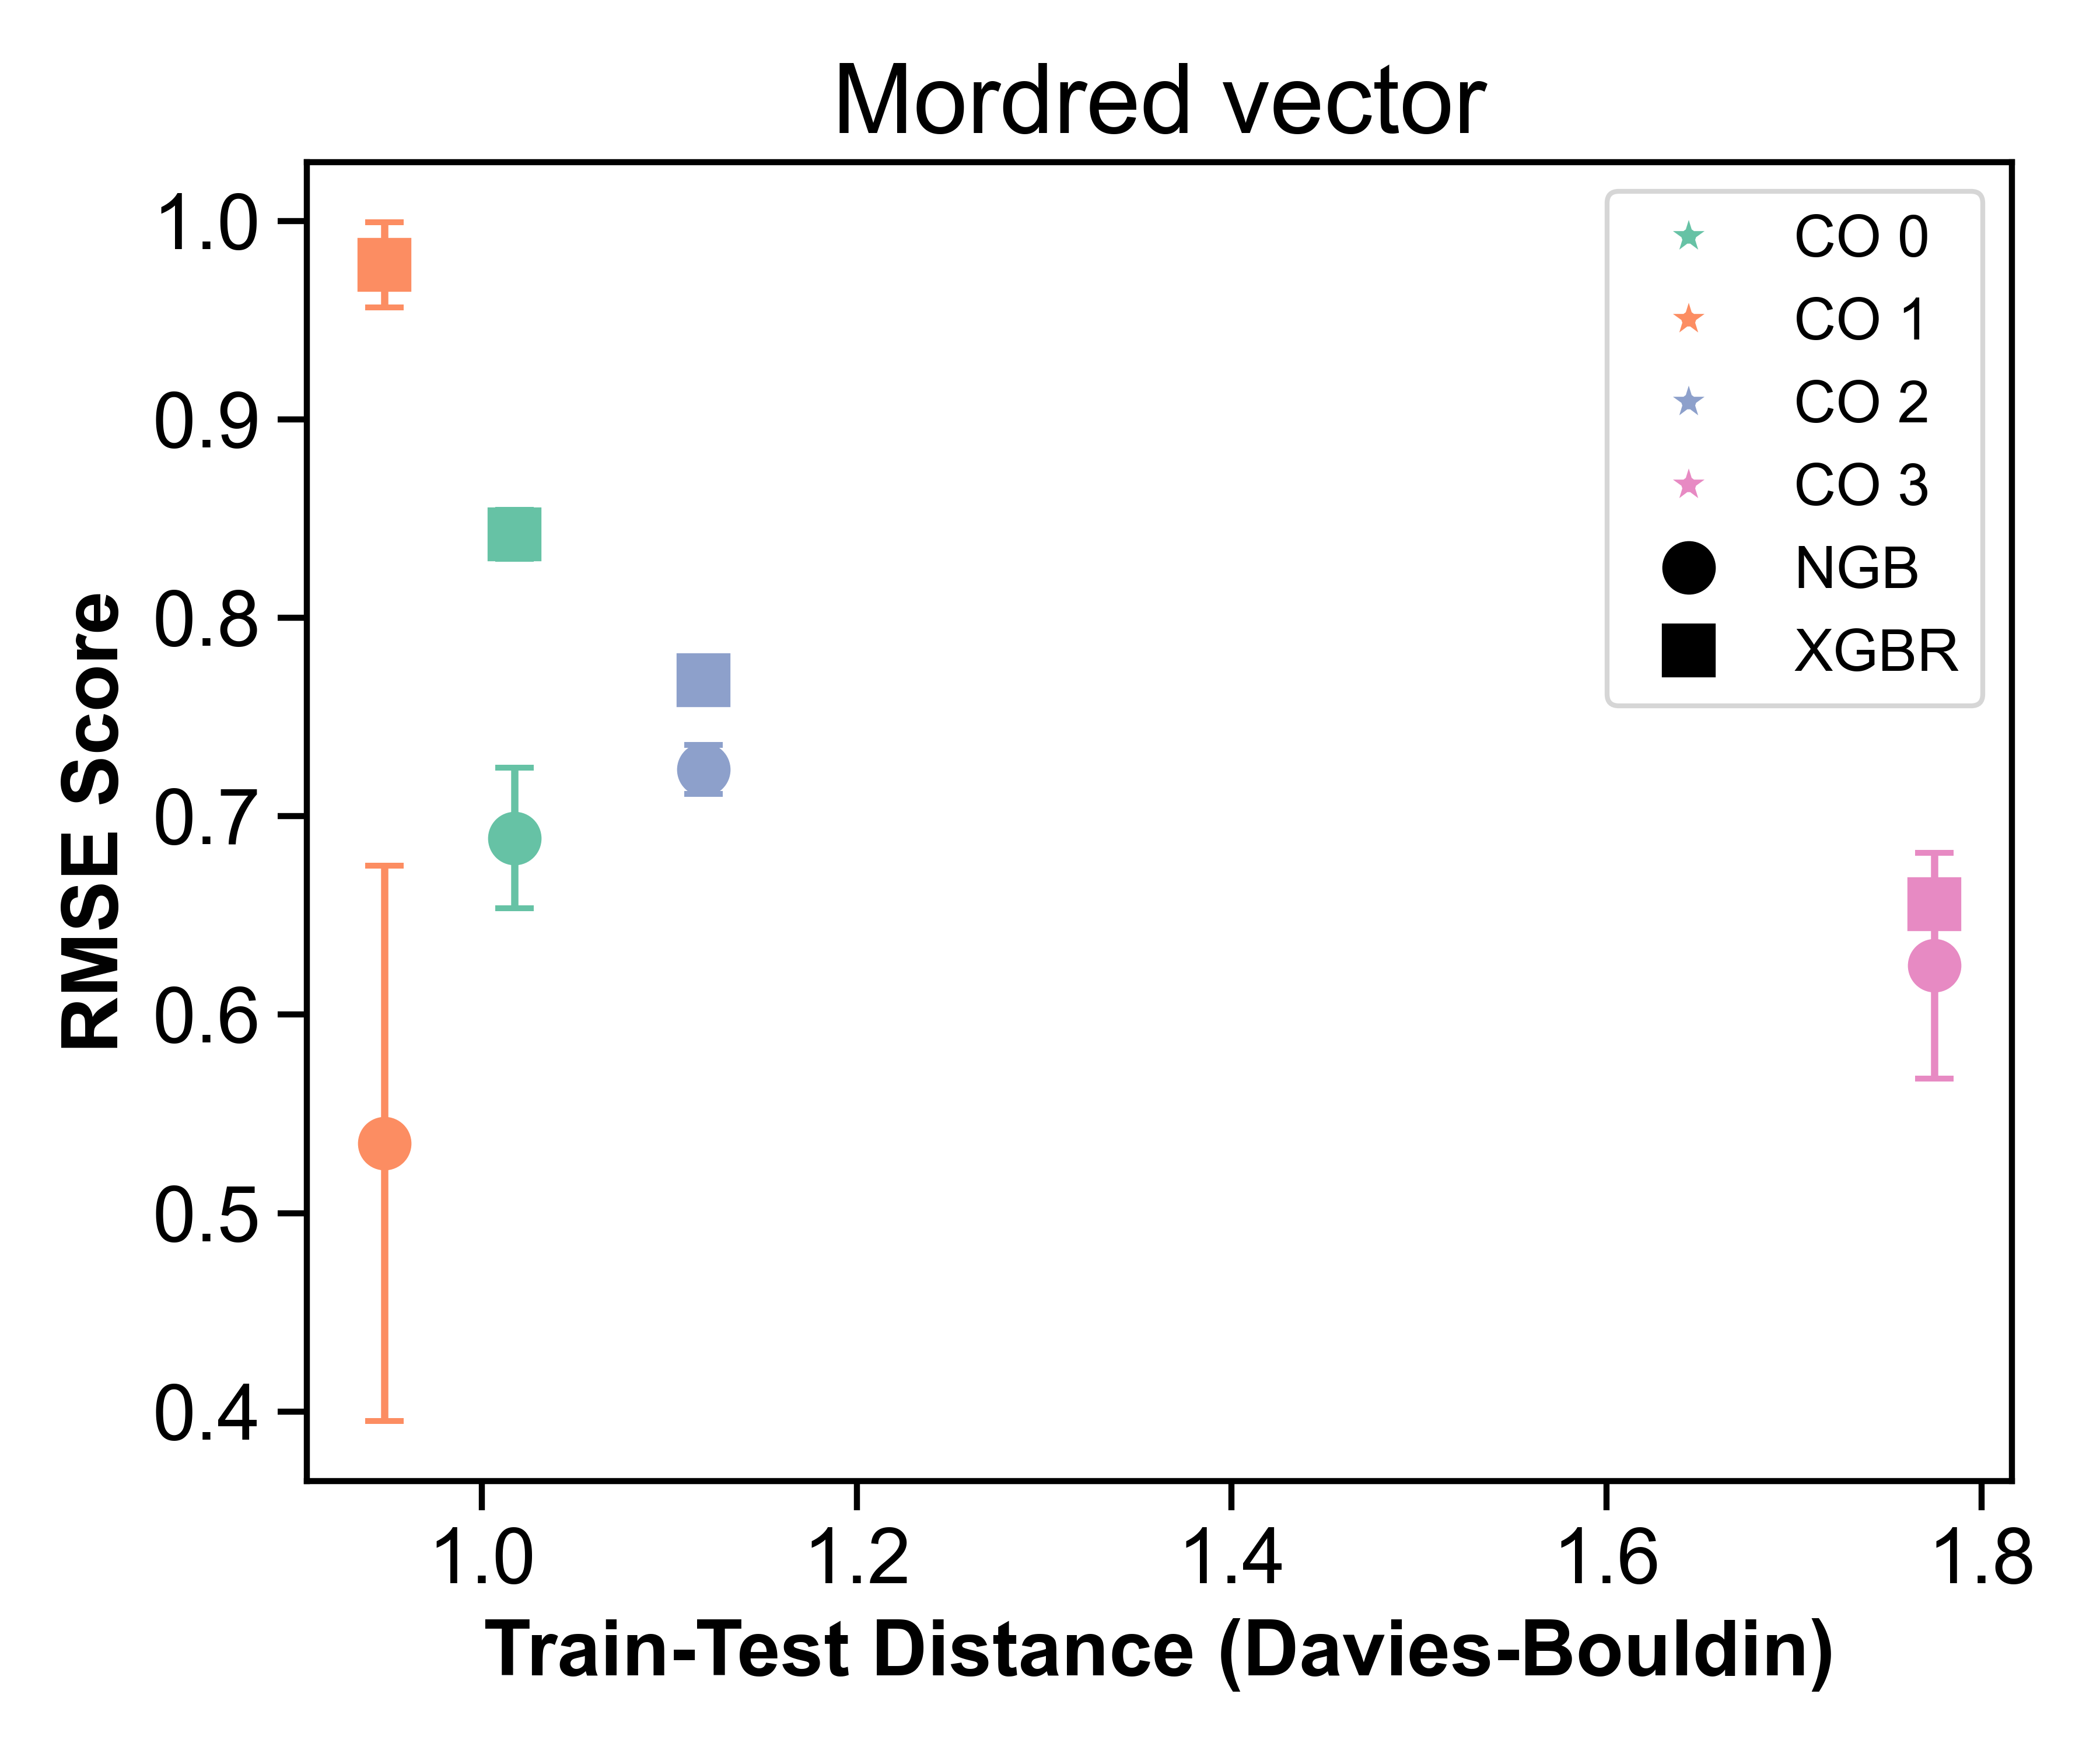 Mordred vector
1.0
0.9
0.8
0.7
0.6
0.5
0.4
RMSE Score
CO 0
CO 1
CO 2
CO 3
NGB
XGBR
1.0 1.2 1.4 1.6 1.8
Train-Test Distance (Davies-Bouldin)